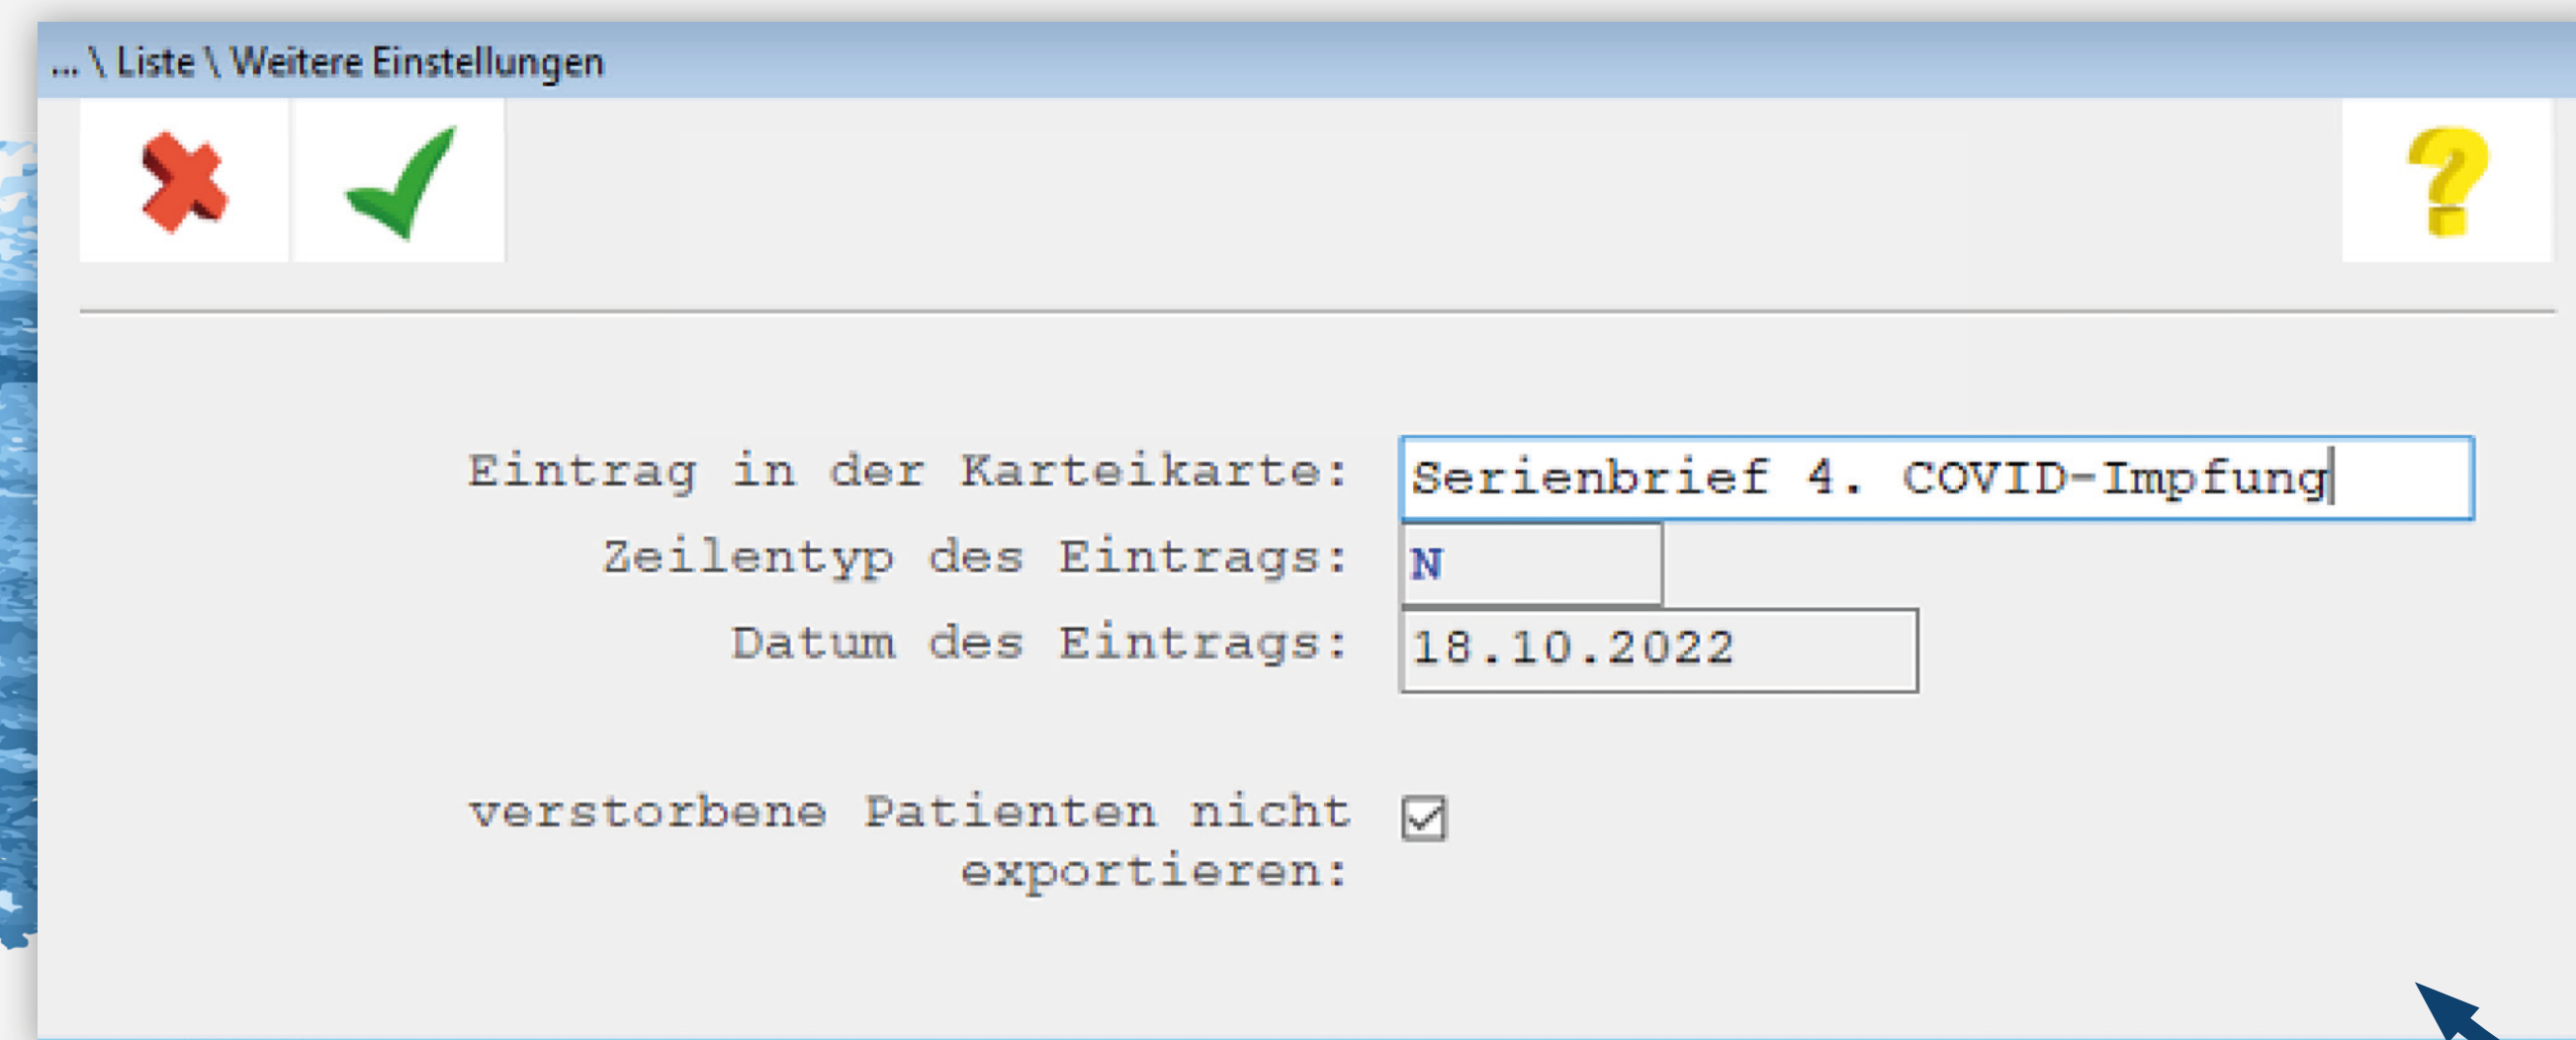 ... \ Liste \ Weitere Einstellungen
Eintrag in der Karteikarte: Serienbrief 4. COVID-Impfung
Zeilentyp des Eintrags: N
Datum des Eintrags: 18.10.2022
verstorbene Patienten nicht
exportieren: